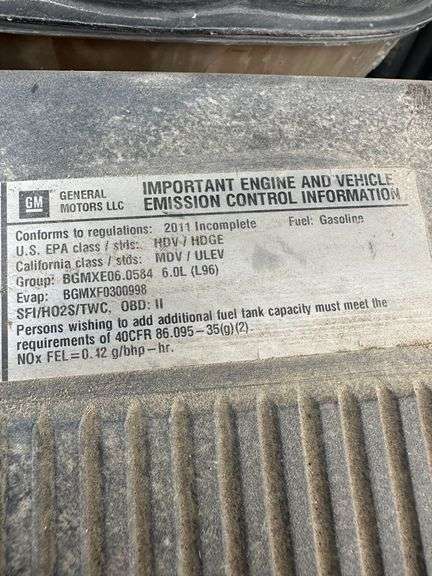 GM GENERAL MOTORS LLC
IMPORTANT ENGINE AND VEHICLE
EMISSION CONTROL INFORMATION
Conforms to regulations: 2011 Incomplete Fuel: Gasoline
U.S. EPA class / stds: HDV / HDGE
California class / stds: MDV / ULEV
Group: BGMXE06.0584 6.0L (L96)
Evap: BGMXF0300998
SFI/HO2S/TWC, OBD: II
Persons wishing to add additional fuel tank capacity must meet the
requirements of 40CFR 86.095-35(g)(2).
NOx FEL=0.12 g/bhp-hr.